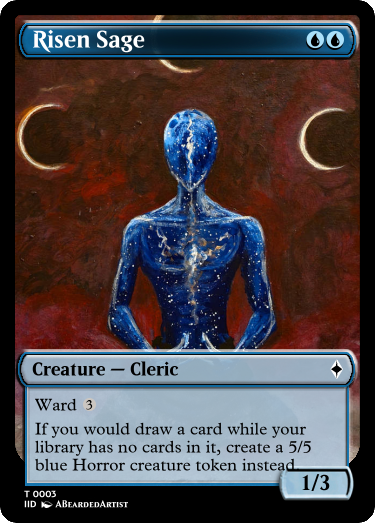 Risen Sage
Creature — Cleric
Ward 3
If you would draw a card while your
library has no cards in it, create a 5/5
blue Horror creature token instead.
1/3
T 0003
IID ABeardedArtist